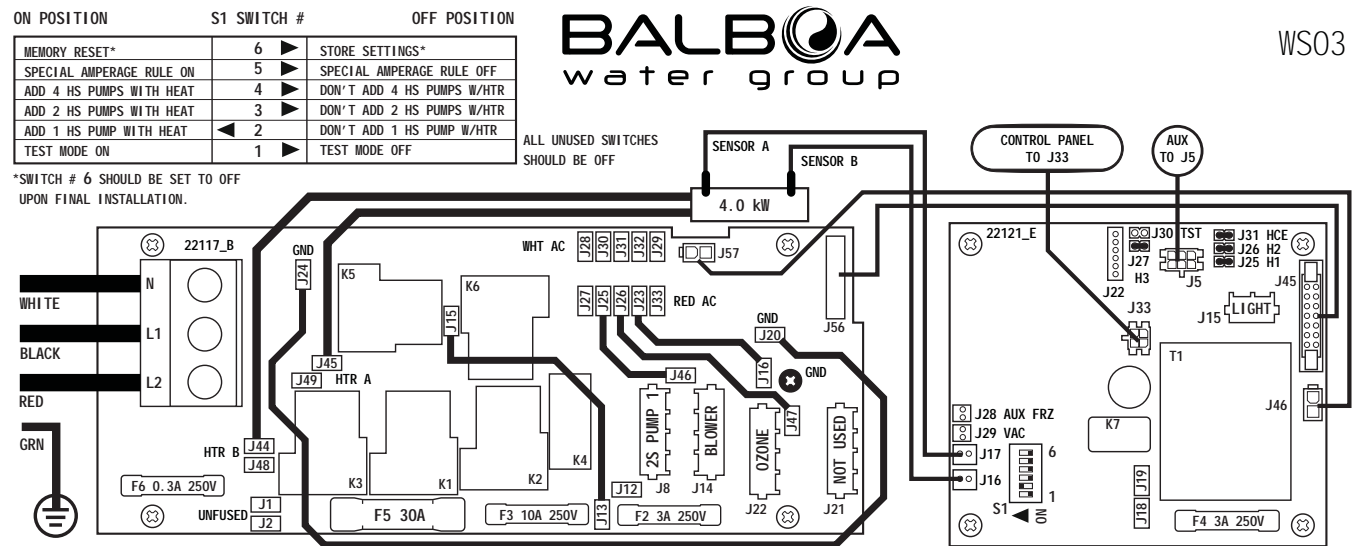 ON POSITION S1 SWITCH # OFF POSITION
MEMORY RESET* 6 ► STORE SETTINGS*
SPECIAL AMPERAGE RULE ON 5 ► SPECIAL AMPERAGE RULE OFF
ADD 4 HS PUMPS WITH HEAT 4 ► DON'T ADD 4 HS PUMPS W/HTR
ADD 2 HS PUMPS WITH HEAT 3 ► DON'T ADD 2 HS PUMPS W/HTR
ADD 1 HS PUMP WITH HEAT ◄ 2 DON'T ADD 1 HS PUMP W/HTR
TEST MODE ON 1 ► TEST MODE OFF
*SWITCH # 6 SHOULD BE SET TO OFF
UPON FINAL INSTALLATION.
ALL UNUSED SWITCHES
SHOULD BE OFF
BALBOA
water group
WS03
SENSOR A
SENSOR B
4.0 kW
CONTROL PANEL
TO J33
AUX
TO J5
22117_B
GND
J24
WHT AC
J28
J30
J31
J32
J29
J57
N
WHITE
L1
BLACK
L2
RED
GRN
K5
K6
J15
J27
J25
J26
J23
J33
RED AC
J56
GND
J20
J45
J49
HTR A
J46
J16
GND
J47
HTR B
J44
J48
K3
K1
K2
K4
2S PUMP 1
J8
BLOWER
J14
OZONE
J22
NOT USED
J21
F6 0.3A 250V
UNFUSED
J1
J2
F5 30A
F3 10A 250V
J13
J12
F2 3A 250V
22121_E
J22
J30 TST
J27
H3
J5
J31 HCE
J26 H2
J25 H1
J45
J15
LIGHT
J33
T1
J46
K7
J28 AUX FRZ
J29 VAC
J17
J16
6
1
S1
ON
J19
J18
F4 3A 250V